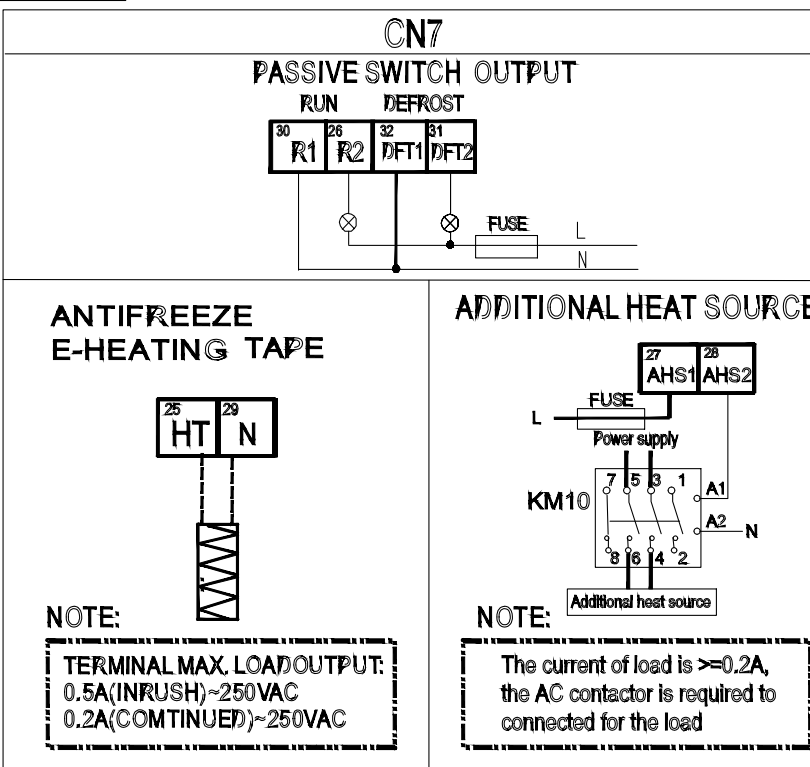 CN7
PASSIVE SWITCH OUTPUT
RUN DEFROST
30 26 32 31
R1 R2 DFT1 DFT2
FUSE L
N
ANTIFREEZE
E-HEATING TAPE
25 29
HT N
NOTE:
TERMINAL MAX, LOAD OUTPUT:
0.5A(INRUSH)~250VAC
0.2A(COMTINUED)~250VAC
ADDITIONAL HEAT SOURCE
27 28
AHS1 AHS2
FUSE
L
Power supply
7 5 3 1
A1
KM10
A2
N
8 6 4 2
Additional heat source
NOTE:
The current of load is >=0.2A,
the AC contactor is required to
connected for the load